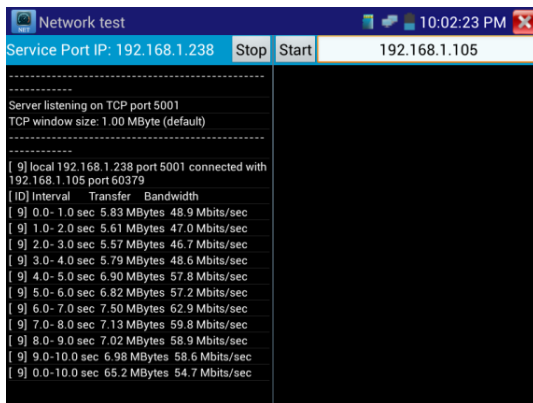 NET
Network test
10:02:23 PM
Service Port IP: 192.168.1.238
Stop
Start
192.168.1.105
------------------------------------------------
------------
Server listening on TCP port 5001
TCP window size: 1.00 MByte (default)
------------------------------------------------
------------
[ 9] local 192.168.1.238 port 5001 connected with
192.168.1.105 port 60379
[ ID] Interval Transfer Bandwidth
[ 9] 0.0- 1.0 sec 5.83 MBytes 48.9 Mbits/sec
[ 9] 1.0- 2.0 sec 5.61 MBytes 47.0 Mbits/sec
[ 9] 2.0- 3.0 sec 5.57 MBytes 46.7 Mbits/sec
[ 9] 3.0- 4.0 sec 5.79 MBytes 48.6 Mbits/sec
[ 9] 4.0- 5.0 sec 6.90 MBytes 57.8 Mbits/sec
[ 9] 5.0- 6.0 sec 6.82 MBytes 57.2 Mbits/sec
[ 9] 6.0- 7.0 sec 7.50 MBytes 62.9 Mbits/sec
[ 9] 7.0- 8.0 sec 7.13 MBytes 59.8 Mbits/sec
[ 9] 8.0- 9.0 sec 7.02 MBytes 58.9 Mbits/sec
[ 9] 9.0-10.0 sec 6.98 MBytes 58.6 Mbits/sec
[ 9] 0.0-10.0 sec 65.2 MBytes 54.7 Mbits/sec